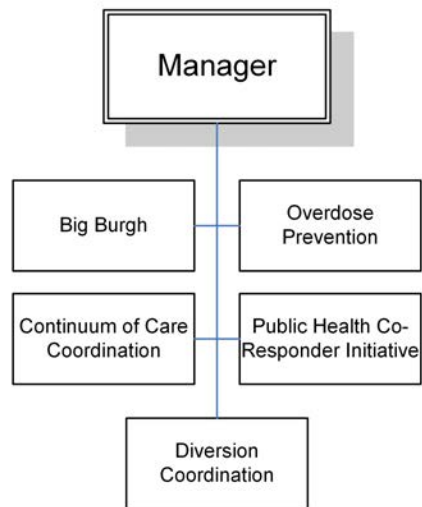 Manager
Big Burgh
Overdose
Prevention
Continuum of Care
Coordination
Public Health Co-
Responder Initiative
Diversion
Coordination